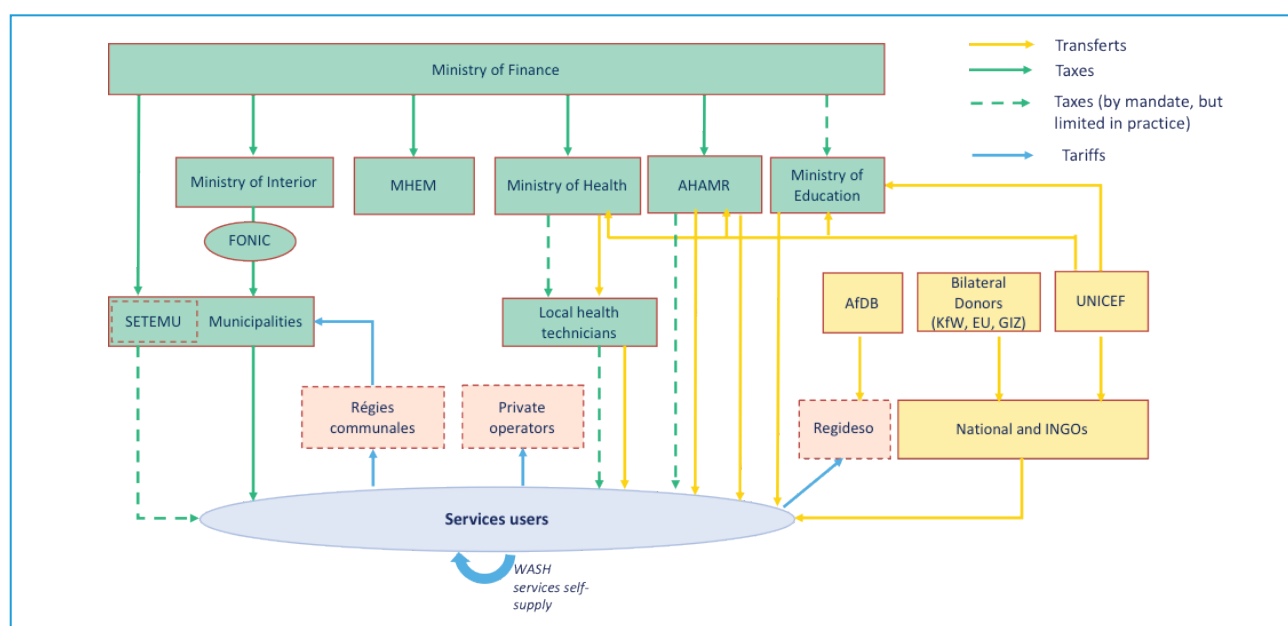 Ministry of Finance
Transferts
Taxes
Taxes (by mandate, but
limited in practice)
Tariffs
Ministry of Interior
MHEM
Ministry of Health
AHAMR
Ministry of
Education
FONIC
SETEMU
Municipalities
Local health
technicians
AfDB
Bilateral
Donors
(KfW, EU, GIZ)
UNICEF
Régies
communales
Private
operators
Regideso
National and INGOs
Services users
WASH
services self-
supply